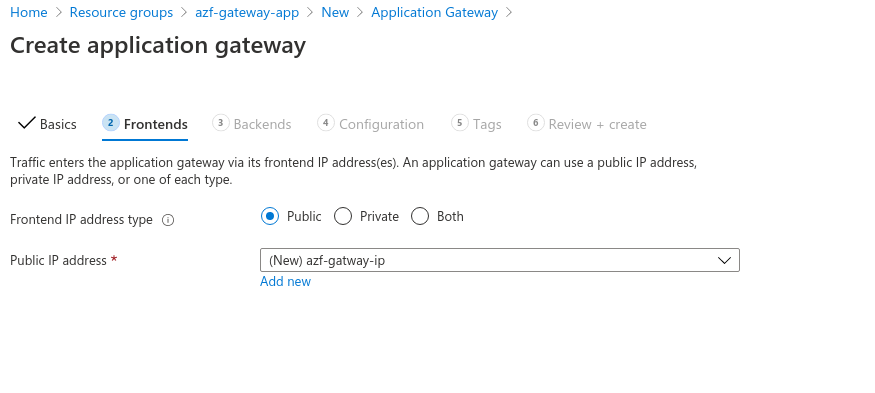 Home > Resource groups > azf-gateway-app > New > Application Gateway >
Create application gateway
Basics 2 Frontends 3 Backends 4 Configuration 5 Tags 6 Review + create
Traffic enters the application gateway via its frontend IP address(es). An application gateway can use a public IP address,
private IP address, or one of each type.
Frontend IP address type Public Private Both
Public IP address * (New) azf-gatway-ip
Add new